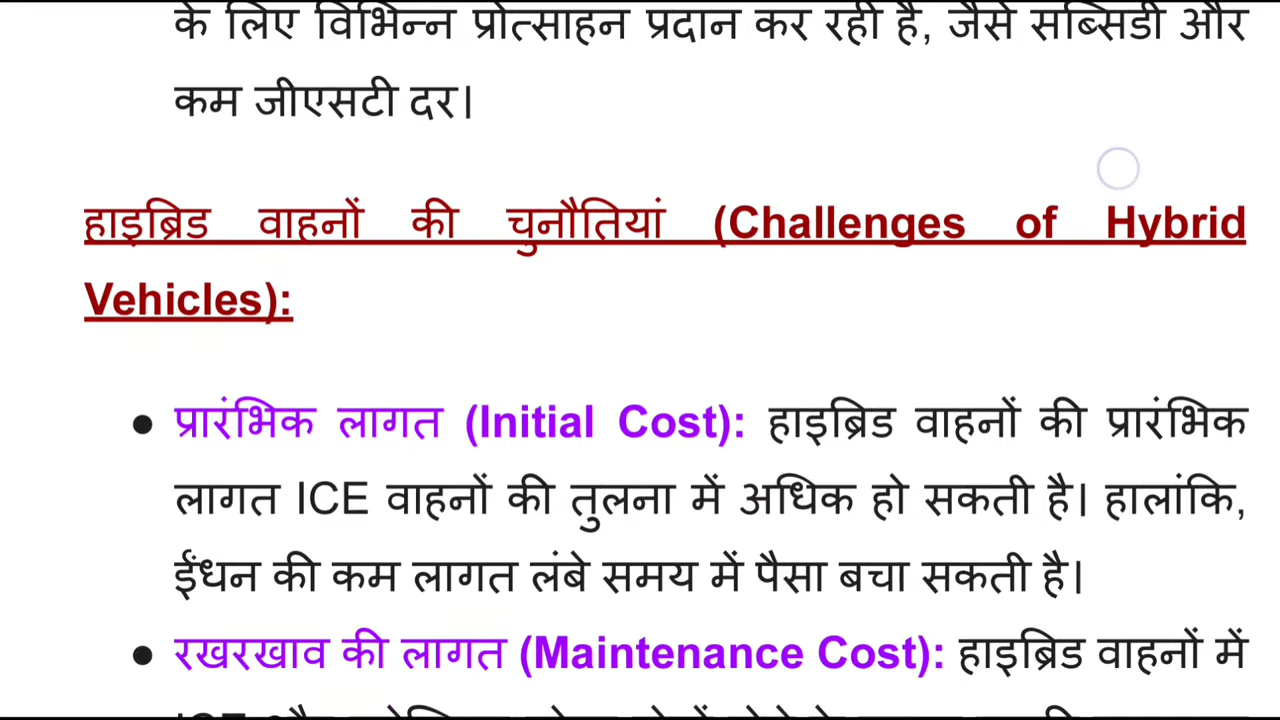 के लिए विभिन्न प्रोत्साहन प्रदान कर रही है, जैसे सब्सिडी और
कम जीएसटी दर।
हाइब्रिड वाहनों की चुनौतियां (Challenges of Hybrid
Vehicles):
● प्रारंभिक लागत (Initial Cost): हाइब्रिड वाहनों की प्रारंभिक
लागत ICE वाहनों की तुलना में अधिक हो सकती है। हालांकि,
ईंधन की कम लागत लंबे समय में पैसा बचा सकती है।
● रखरखाव की लागत (Maintenance Cost): हाइब्रिड वाहनों में